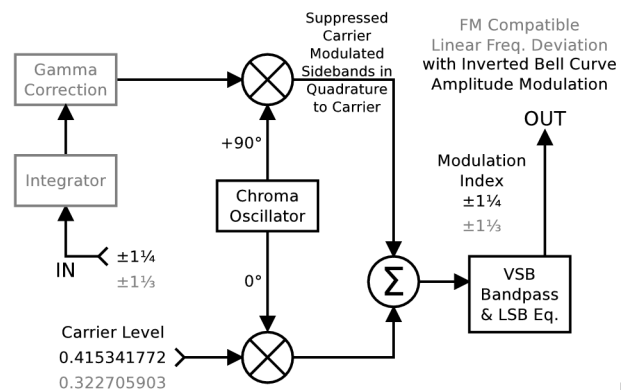 Suppressed
Carrier
Modulated
Sidebands in
Quadrature
to Carrier
FM Compatible
Linear Freq. Deviation
with Inverted Bell Curve
Amplitude Modulation
OUT
Gamma
Correction
+90°
Modulation
Index
±1¼
±1⅓
Integrator
Chroma
Oscillator
IN
±1¼
±1⅓
0°
Σ
VSB
Bandpass
& LSB Eq.
Carrier Level
0.415341772
0.322705903